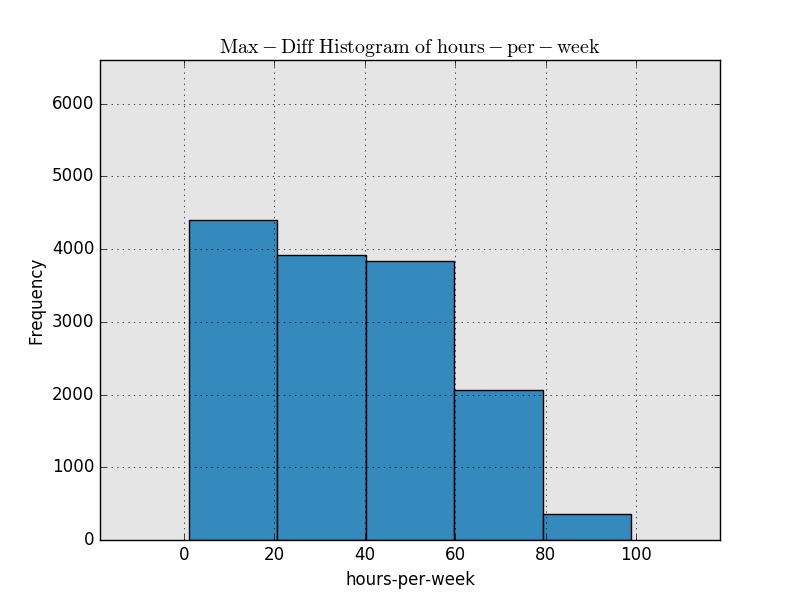 Max − Diff Histogram of hours − per − week
6000
5000
4000
3000
2000
1000
0
Frequency
0 20 40 60 80 100
hours-per-week